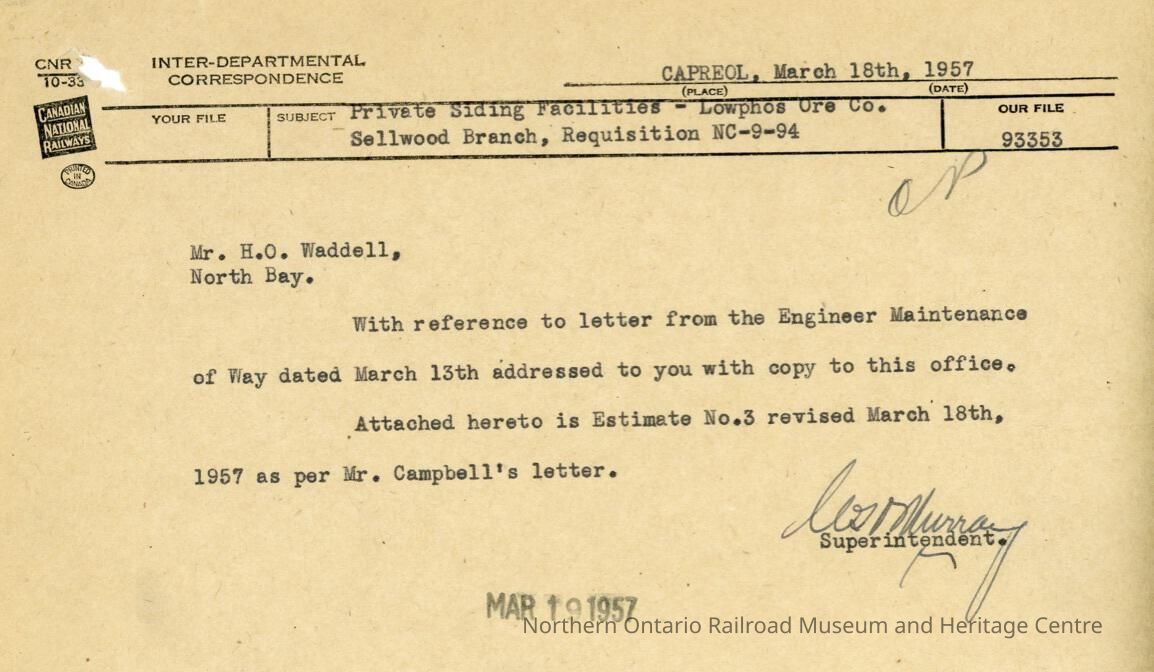 CNR
10-33
INTER-DEPARTMENTAL
CORRESPONDENCE
CAPREOL, March 18th, 1957
(PLACE) (DATE)
CANADIAN
NATIONAL
RAILWAYS
PRINTED
IN
CANADA
YOUR FILE
SUBJECT Private Siding Facilities - Lowphos Ore Co.
Sellwood Branch, Requisition NC-9-94
OUR FILE
93353
Mr. H.O. Waddell,
North Bay.
With reference to letter from the Engineer Maintenance
of Way dated March 13th addressed to you with copy to this office.
Attached hereto is Estimate No.3 revised March 18th,
1957 as per Mr. Campbell's letter.
Murray
Superintendent.
MAR 19 1957
Northern Ontario Railroad Museum and Heritage Centre